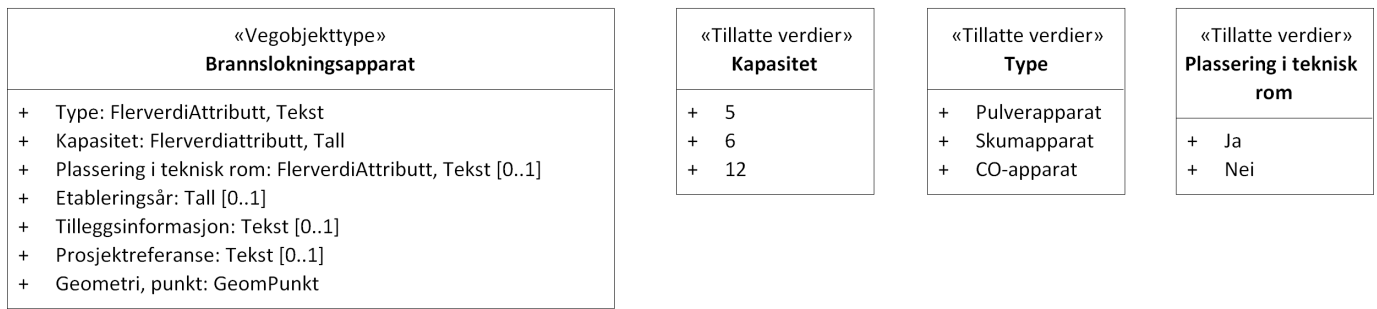 «Vegobjekttype»
Brannslokningsapparat
+ Type: FlerverdiAttributt, Tekst
+ Kapasitet: Flerverdiattributt, Tall
+ Plassering i teknisk rom: FlerverdiAttributt, Tekst [0..1]
+ Etableringsår: Tall [0..1]
+ Tilleggsinformasjon: Tekst [0..1]
+ Prosjektreferanse: Tekst [0..1]
+ Geometri, punkt: GeomPunkt
«Tillatte verdier»
Kapasitet
+ 5
+ 6
+ 12
«Tillatte verdier»
Type
+ Pulverapparat
+ Skumapparat
+ CO-apparat
«Tillatte verdier»
Plassering i teknisk
rom
+ Ja
+ Nei